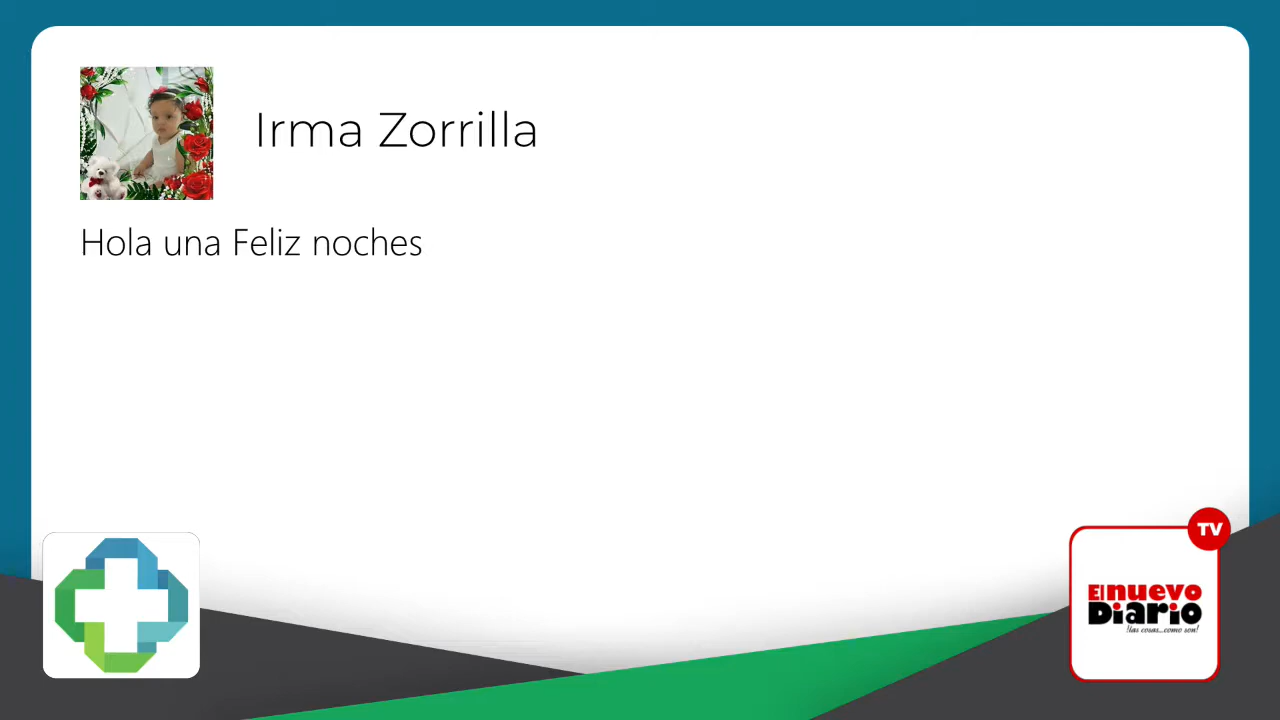 Irma Zorrilla
Hola una Feliz noches
TV
El nuevo
Diario
¡las cosas...como son!